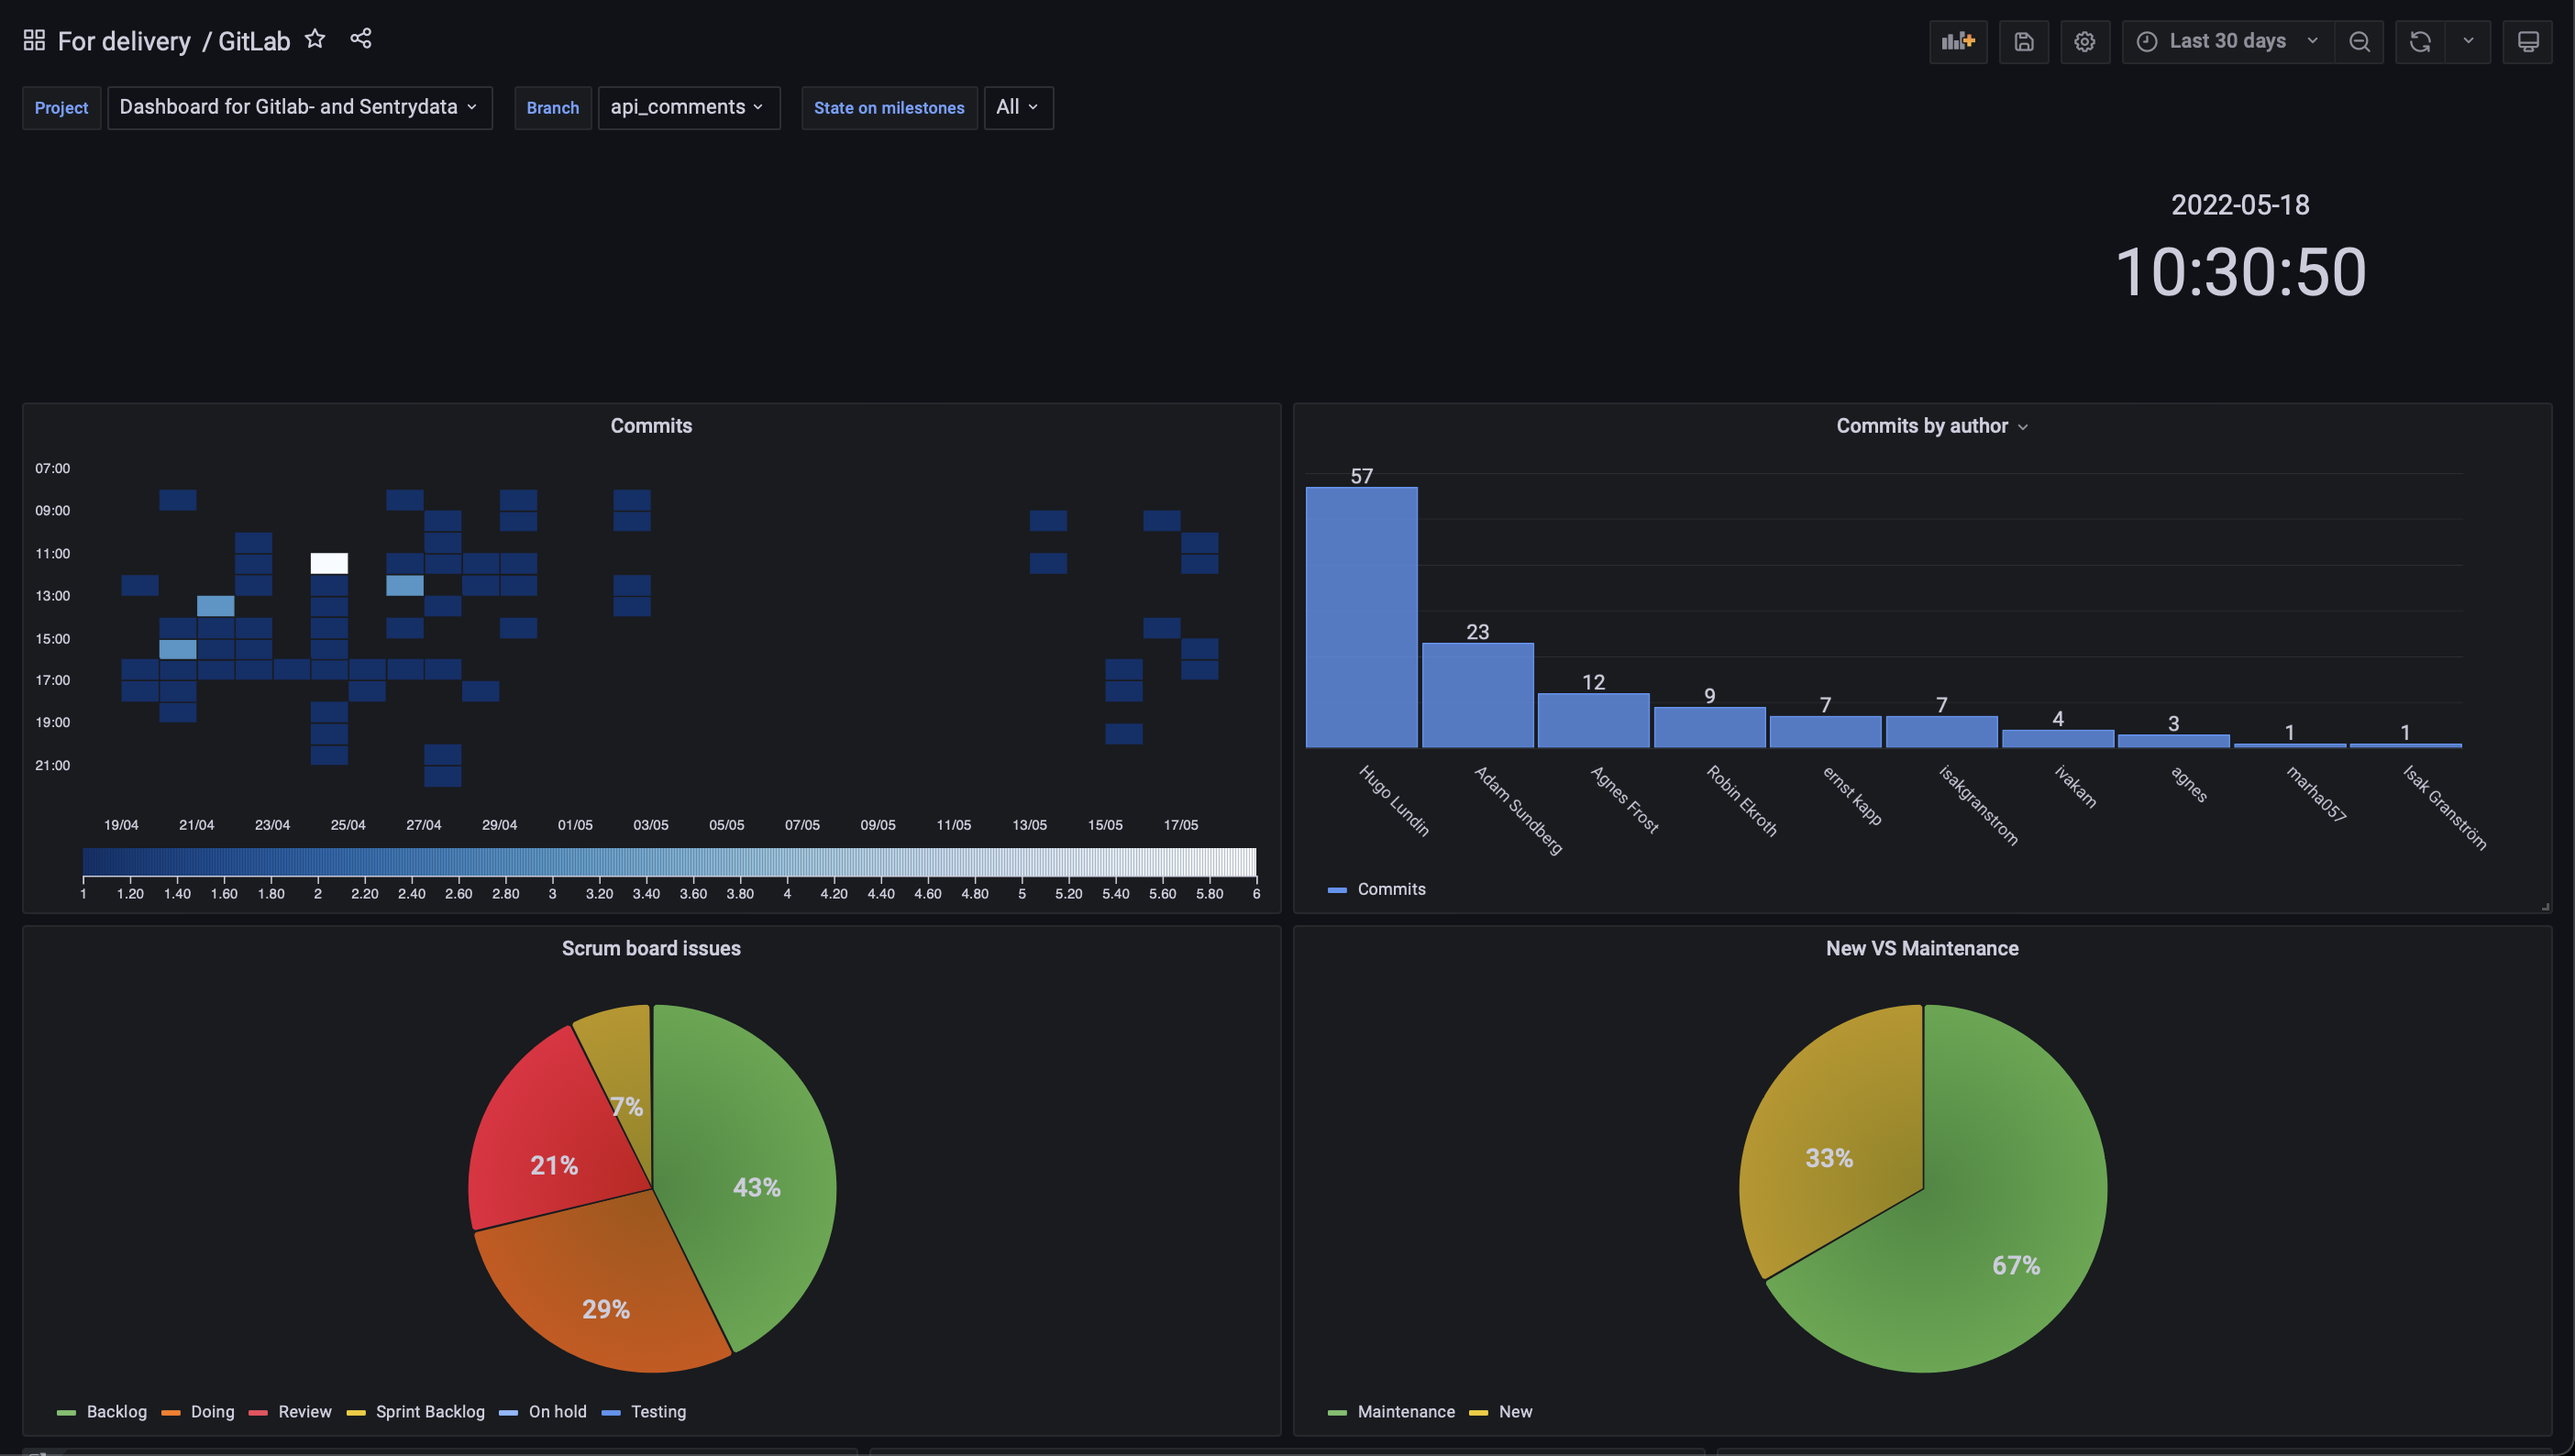 For delivery / GitLab
Last 30 days
Project Dashboard for Gitlab- and Sentrydata Branch api_comments State on milestones All
2022-05-18
10:30:50
Commits
07:00
09:00
11:00
13:00
15:00
17:00
19:00
21:00
19/04 21/04 23/04 25/04 27/04 29/04 01/05 03/05 05/05 07/05 09/05 11/05 13/05 15/05 17/05
1 1.20 1.40 1.60 1.80 2 2.20 2.40 2.60 2.80 3 3.20 3.40 3.60 3.80 4 4.20 4.40 4.60 4.80 5 5.20 5.40 5.60 5.80 6
Commits by author
57 23 12 9 7 7 4 3 1 1
Hugo Lundin
Adam Sundberg
Agnes Frost
Robin Ekroth
ernst kapp
isakgranstrom
ivakam
agnes
marha057
Isak Granström
Commits
Scrum board issues
7%
21%
43%
29%
Backlog Doing Review Sprint Backlog On hold Testing
New VS Maintenance
33%
67%
Maintenance New